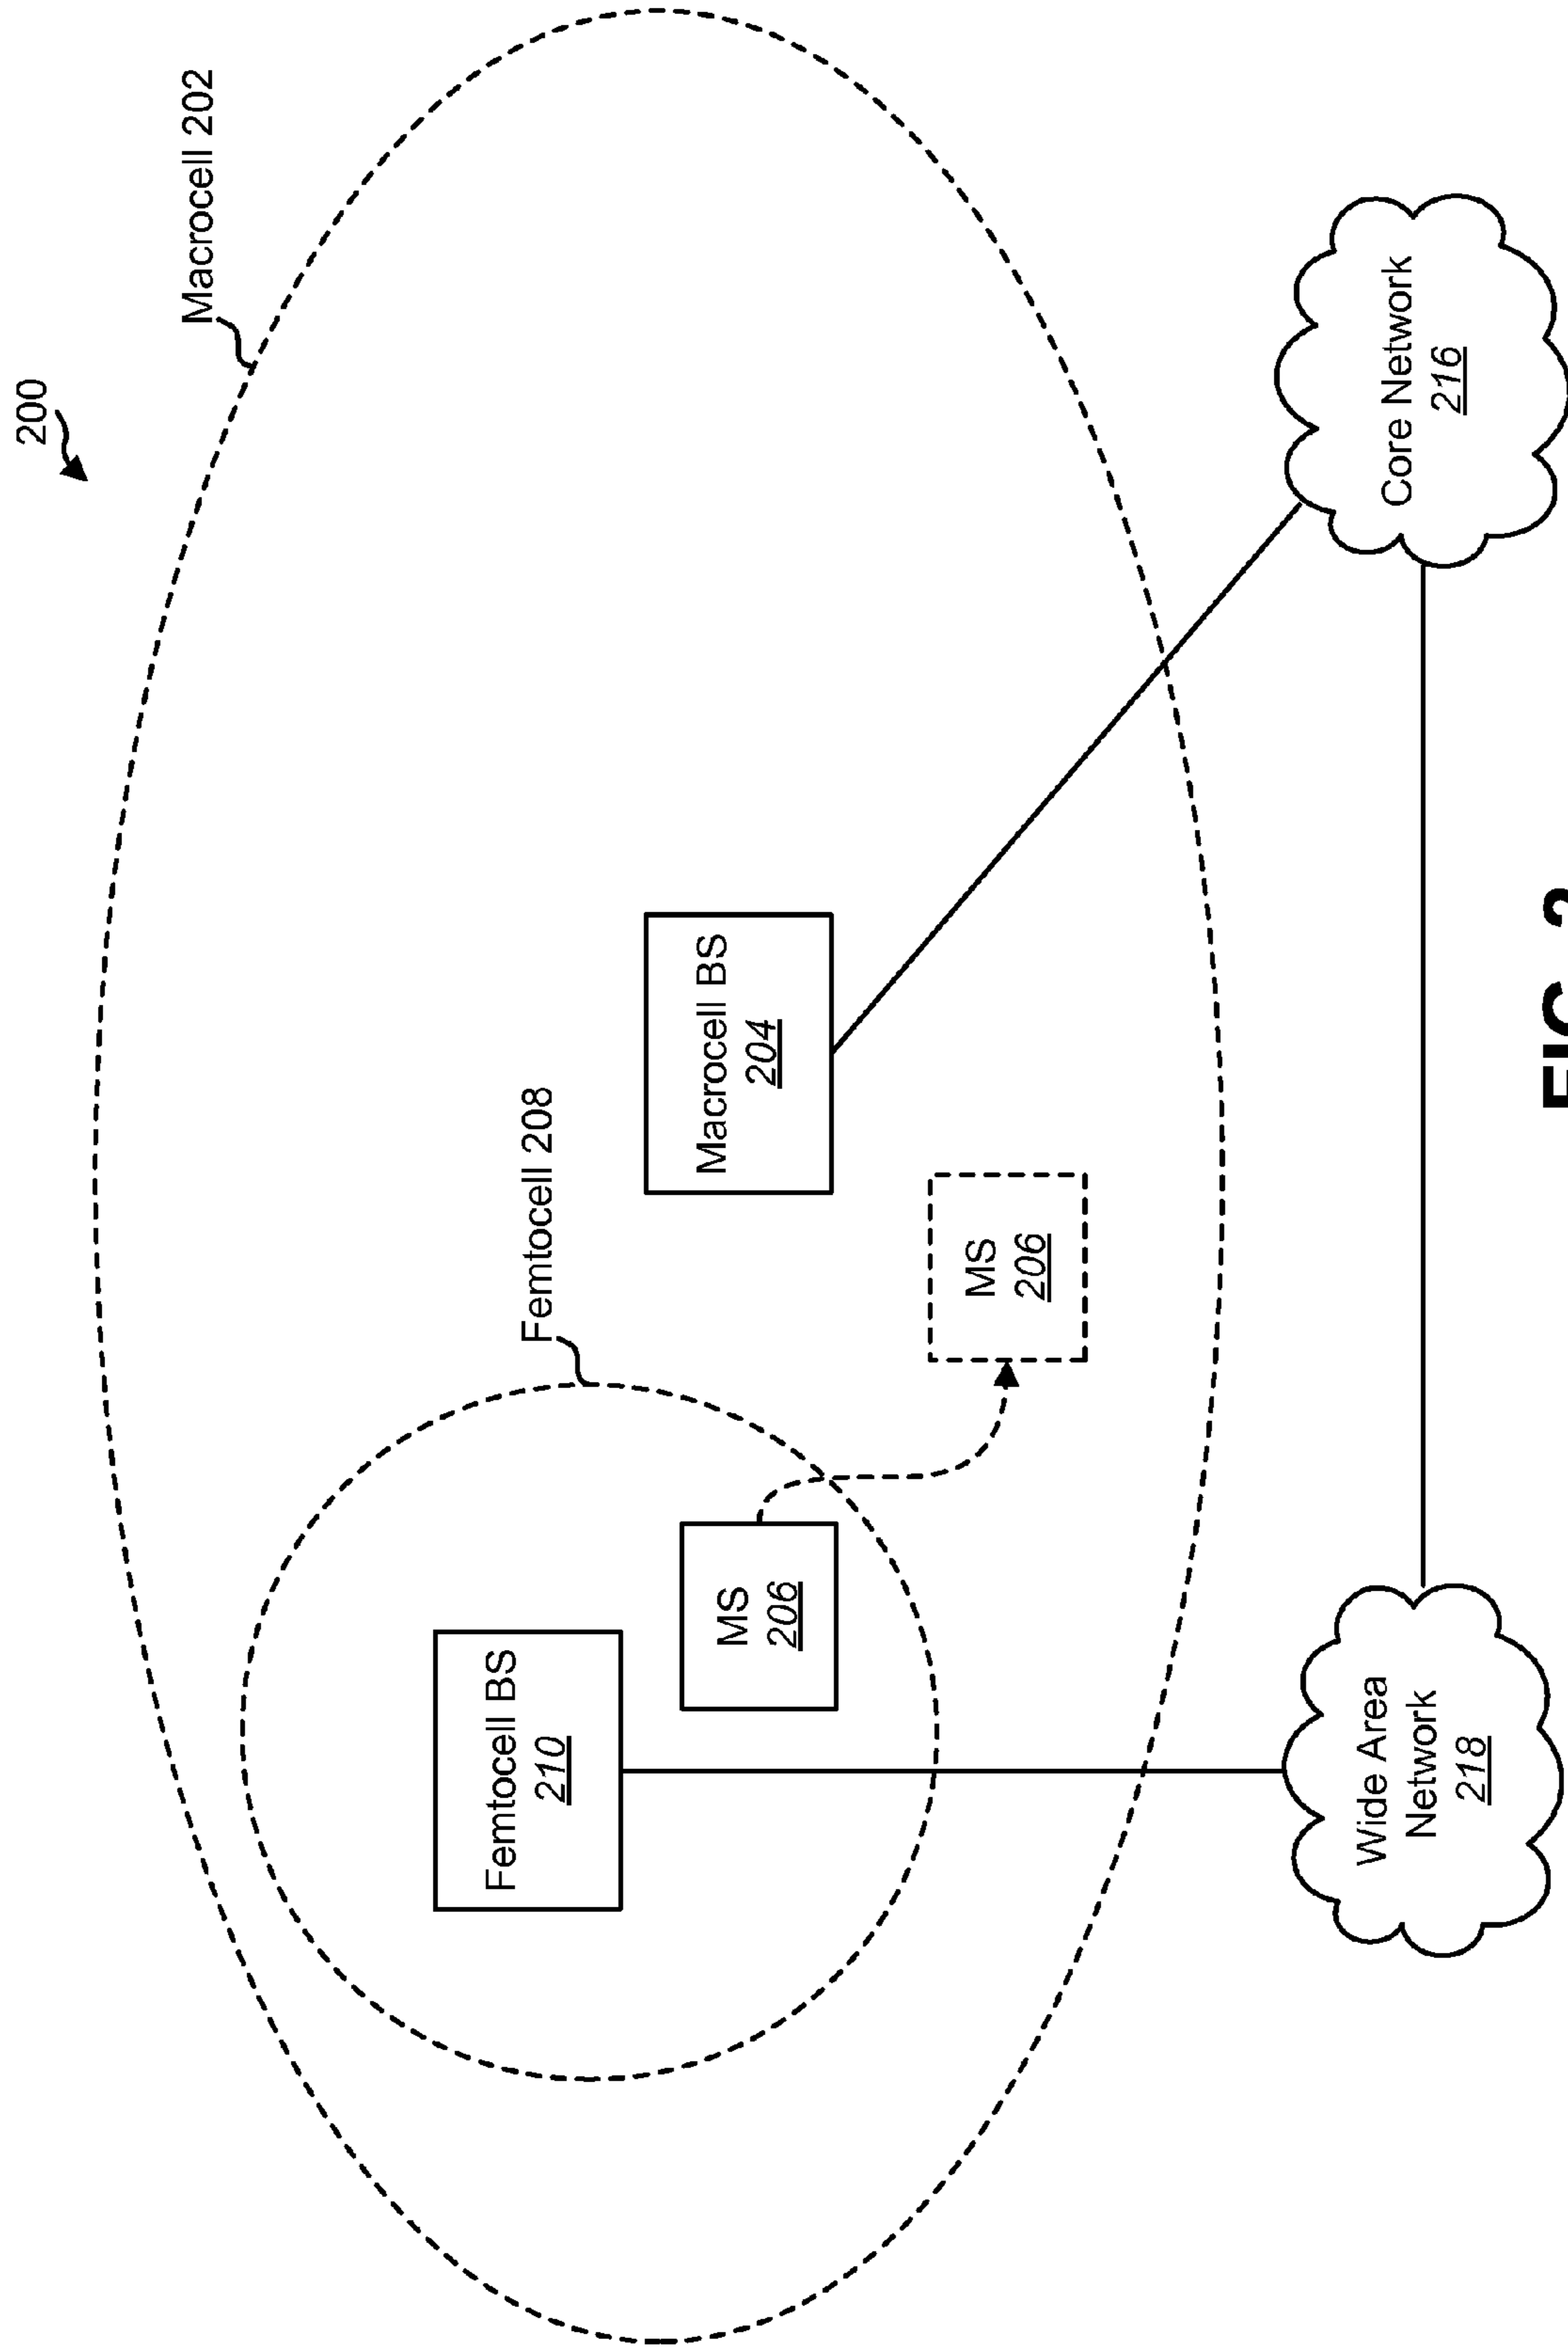 200
Macrocell 202
Femtocell 208
Femtocell BS
210
Macrocell BS
204
MS
206
MS
206
Wide Area
Network
218
Core Network
216
FIG